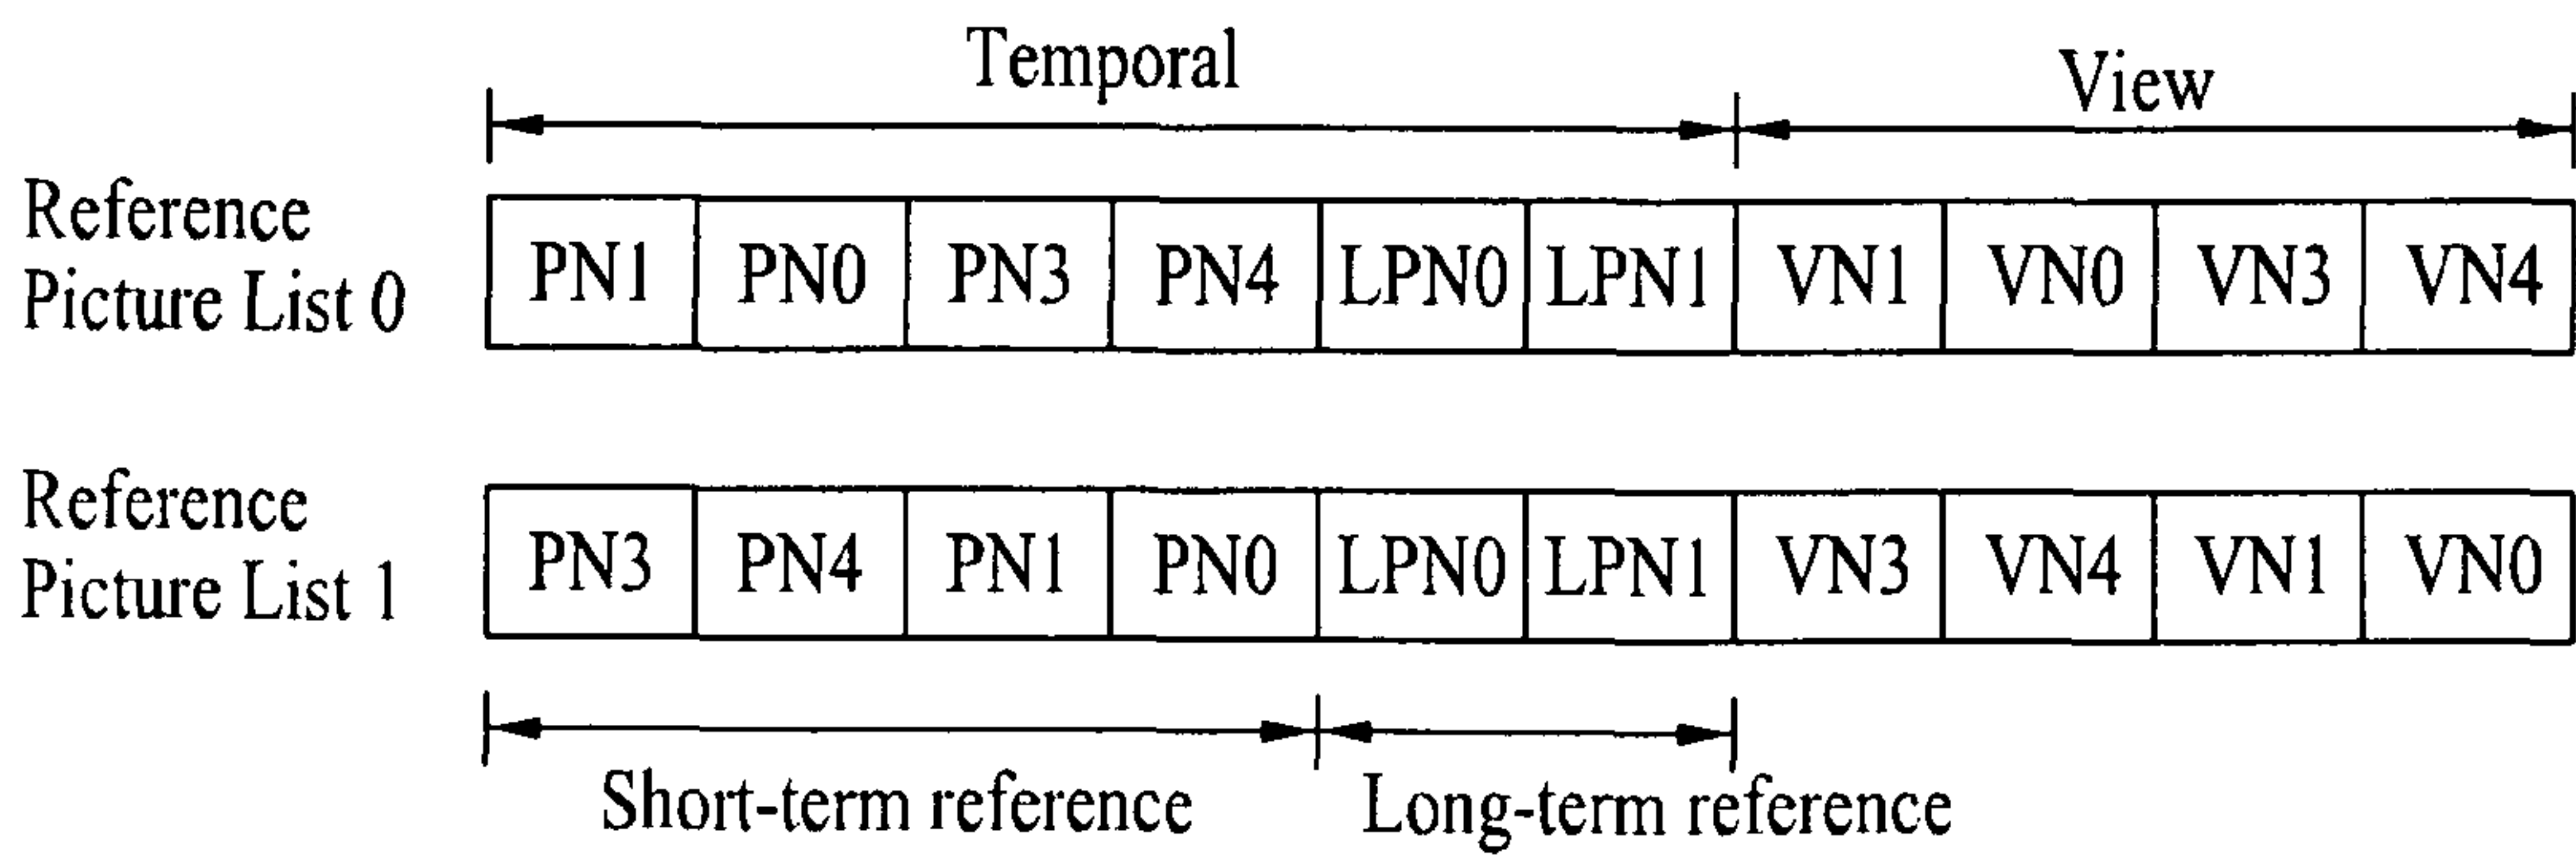 Temporal
View
Reference
Picture List 0
PN1 PN0 PN3 PN4 LPN0 LPN1 VN1 VN0 VN3 VN4
Reference
Picture List 1
PN3 PN4 PN1 PN0 LPN0 LPN1 VN3 VN4 VN1 VN0
Short-term reference
Long-term reference